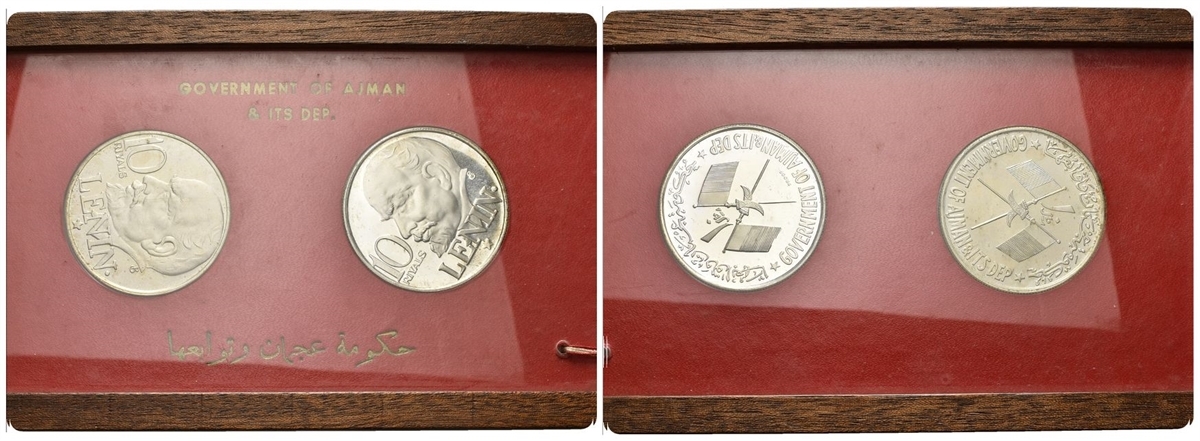 GOVERNMENT OF AJMAN
& ITS DEP.
10
RIYALS
LENIN
10
RIYALS
LENIN
حكومة عجمان وتوابعها
GOVERNMENT OF AJMAN & ITS DEP
GOVERNMENT OF AJMAN & ITS DEP